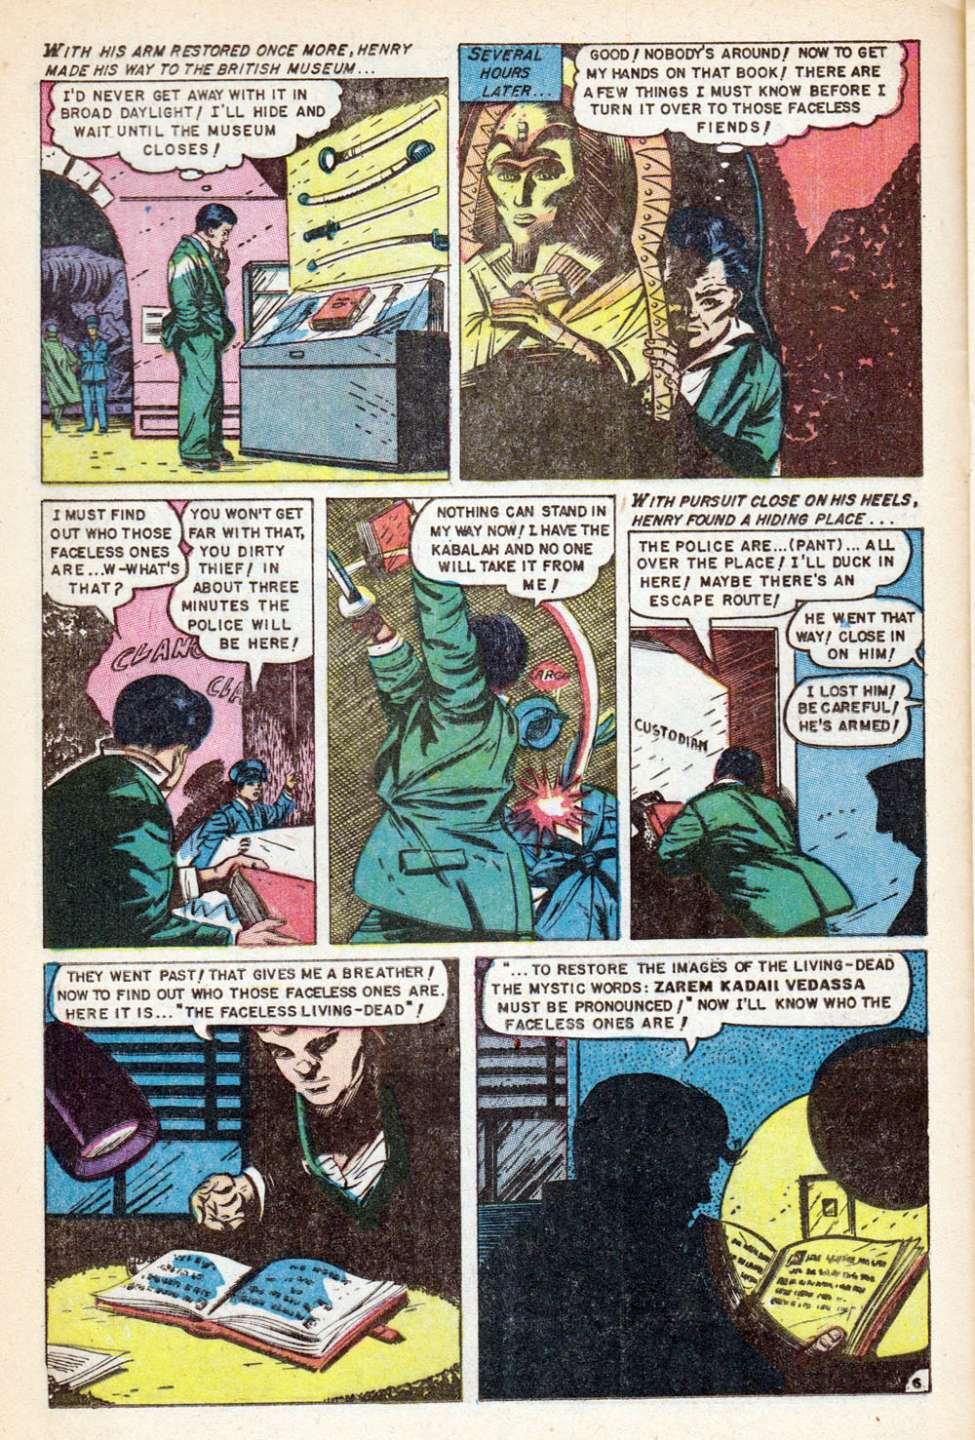 WITH HIS ARM RESTORED ONCE MORE, HENRY
MADE HIS WAY TO THE BRITISH MUSEUM...
I'D NEVER GET AWAY WITH IT IN
BROAD DAYLIGHT! I'LL HIDE AND
WAIT UNTIL THE MUSEUM
CLOSES!
SEVERAL
HOURS
LATER...
GOOD! NOBODY'S AROUND! NOW TO GET
MY HANDS ON THAT BOOK! THERE ARE
A FEW THINGS I MUST KNOW BEFORE I
TURN IT OVER TO THOSE FACELESS
FIENDS!
I MUST FIND
OUT WHO THOSE
FACELESS ONES
ARE...W-WHAT'S
THAT?
YOU WON'T GET
FAR WITH THAT,
YOU DIRTY
THIEF! IN
ABOUT THREE
MINUTES THE
POLICE WILL
BE HERE!
CLANG
CLA
NOTHING CAN STAND IN
MY WAY NOW! I HAVE THE
KABALAH AND NO ONE
WILL TAKE IT FROM
ME!
WITH PURSUIT CLOSE ON HIS HEELS,
HENRY FOUND A HIDING PLACE...
THE POLICE ARE...(PANT)... ALL
OVER THE PLACE! I'LL DUCK IN
HERE! MAYBE THERE'S AN
ESCAPE ROUTE!
HE WENT THAT
WAY! CLOSE IN
ON HIM!
I LOST HIM!
BE CAREFUL!
HE'S ARMED!
CUSTODIAN
THEY WENT PAST! THAT GIVES ME A BREATHER!
NOW TO FIND OUT WHO THOSE FACELESS ONES ARE.
HERE IT IS... "THE FACELESS LIVING-DEAD"!
"... TO RESTORE THE IMAGES OF THE LIVING-DEAD
THE MYSTIC WORDS: ZAREM KADAII VEDASSA
MUST BE PRONOUNCED!" NOW I'LL KNOW WHO THE
FACELESS ONES ARE!
6